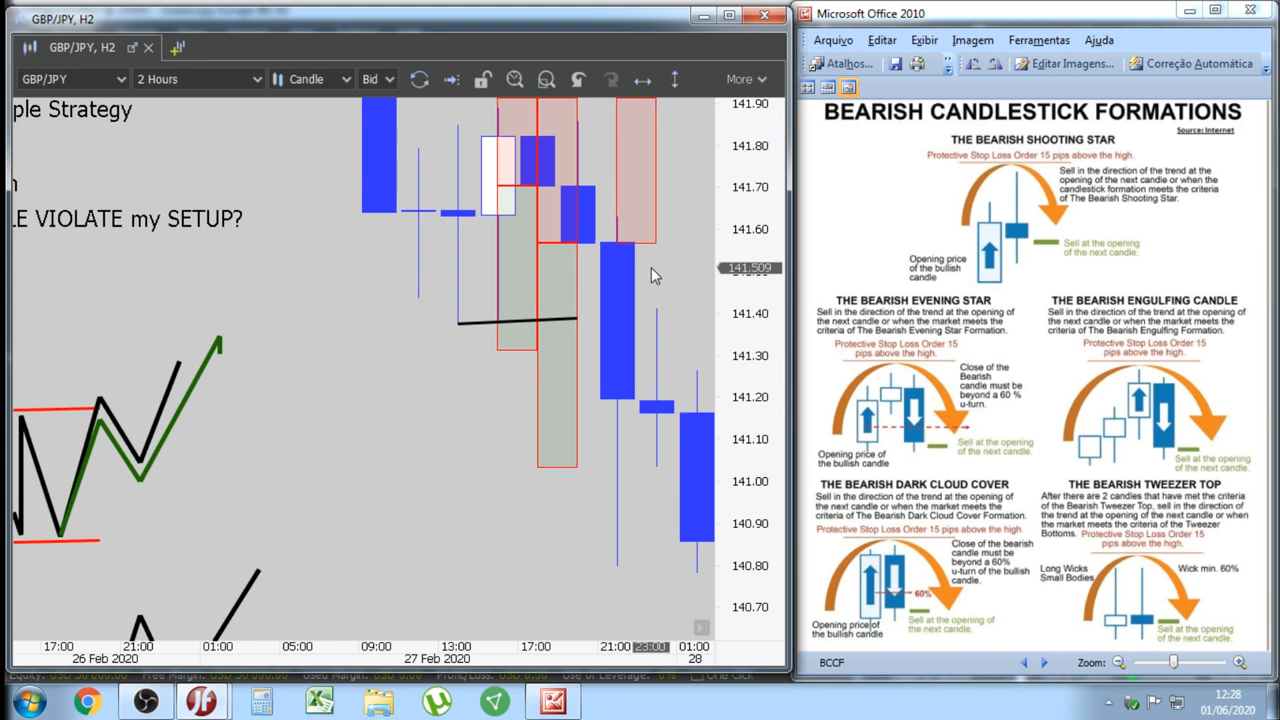 GBP/JPY, H2
GBP/JPY, H2
GBP/JPY
2 Hours
Candle
Bid
More
ple Strategy
LE VIOLATE my SETUP?
141.90
141.80
141.70
141.60
141.509
141.40
141.30
141.20
141.10
141.00
140.90
140.80
140.70
17:00
21:00
01:00
05:00
09:00
13:00
17:00
21:00
23:00
01:00
26 Feb 2020
27 Feb 2020
28
Microsoft Office 2010
Arquivo Editar Exibir Imagem Ferramentas Ajuda
Atalhos... Editar Imagens... Correção Automática
BEARISH CANDLESTICK FORMATIONS
Source: Internet
THE BEARISH SHOOTING STAR
Protective Stop Loss Order 15 pips above the high.
Sell in the direction of the trend at the
opening of the next candle or when the
candlestick formation meets the criteria
of The Bearish Shooting Star.
Sell at the opening
of the next candle.
Opening price
of the bullish
candle
THE BEARISH EVENING STAR
Sell in the direction of the trend at the opening
of the next candle or when the market meets the
criteria of The Bearish Evening Star Formation.
Protective Stop Loss Order 15
pips above the high.
Close of the
Bearish
candle must be
beyond a 60 %
u-turn.
Sell at the opening
of the next candle.
Opening price of
the bullish candle
THE BEARISH ENGULFING CANDLE
Sell in the direction of the trend at the opening
of the next candle or when the market meets the
criteria of The Bearish Engulfing Formation.
Protective Stop Loss Order 15
pips above the high.
Sell at the opening
of the next candle.
THE BEARISH DARK CLOUD COVER
Sell in the direction of the trend at the opening of
the next candle or when the market meets the
criteria of The Bearish Dark Cloud Cover Formation.
Protective Stop Loss Order 15 pips above the high.
Close of the bearish
candle must be
beyond a 60%
u-turn of the bullish
candle.
60%
Sell at the opening of
the next candle.
Opening price of
the bullish candle
THE BEARISH TWEEZER TOP
After there are 2 candles that have met the criteria
of the Bearish Tweezer Top, sell in the direction of
the trend at the opening of the next candle or when
the market meets the criteria of the Tweezer
Bottoms. Protective Stop Loss Order 15
pips above the high.
Long Wicks
Small Bodies
Wick min. 60%
Sell at the opening of
the next candle.
BCCF
Zoom:
One Click
12:28
01/06/2020